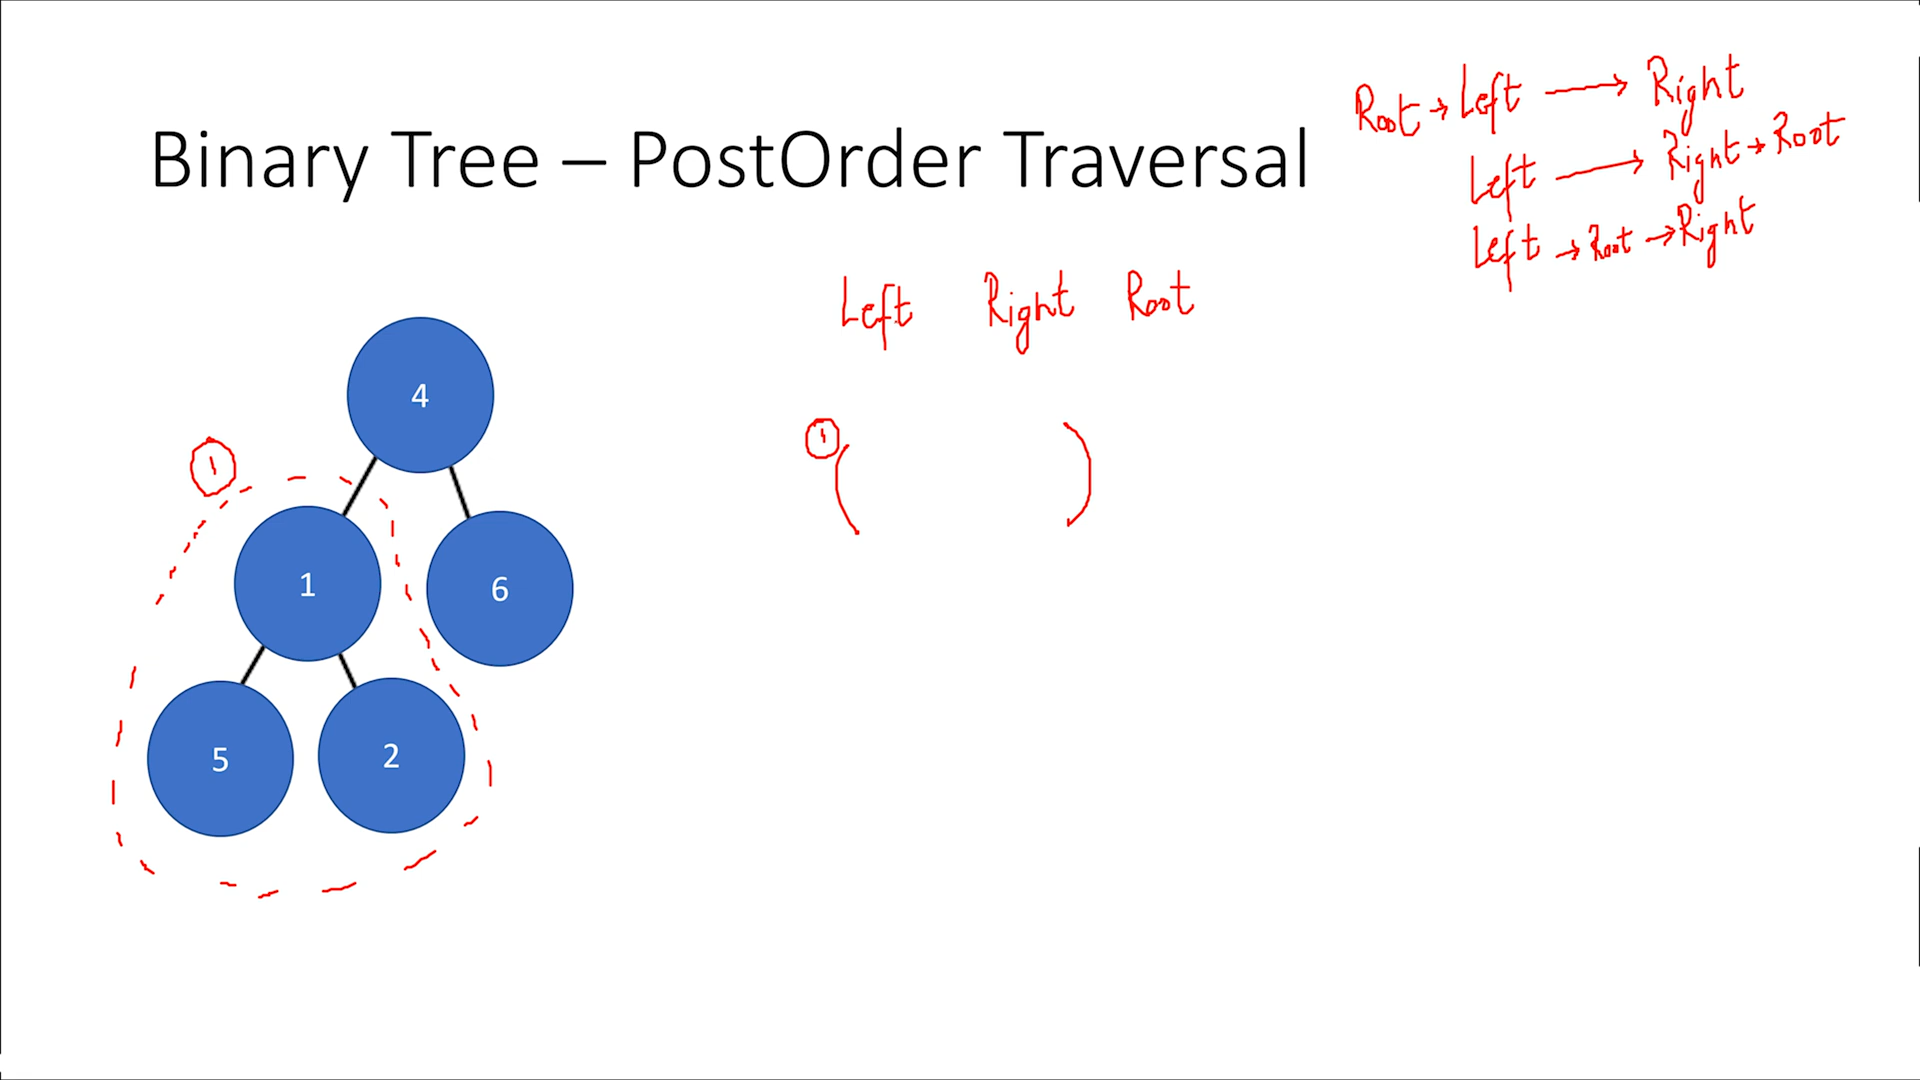 Binary Tree – PostOrder Traversal
Root → Left → Right
Left → Right → Root
Left → Root → Right
Left Right Root
4
1
1
1
6
5
2